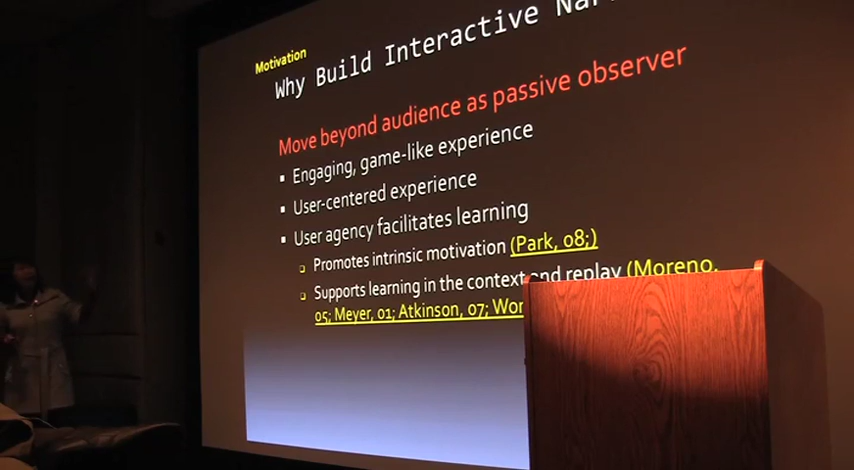 Motivation
Why Build Interactive
Move beyond audience as passive observer
Engaging, game-like experience
User-centered experience
User agency facilitates learning
Promotes intrinsic motivation (Park, 08;)
Supports learning in the context and replay (Moreno,
05; Meyer, 01; Atkinson, 07;